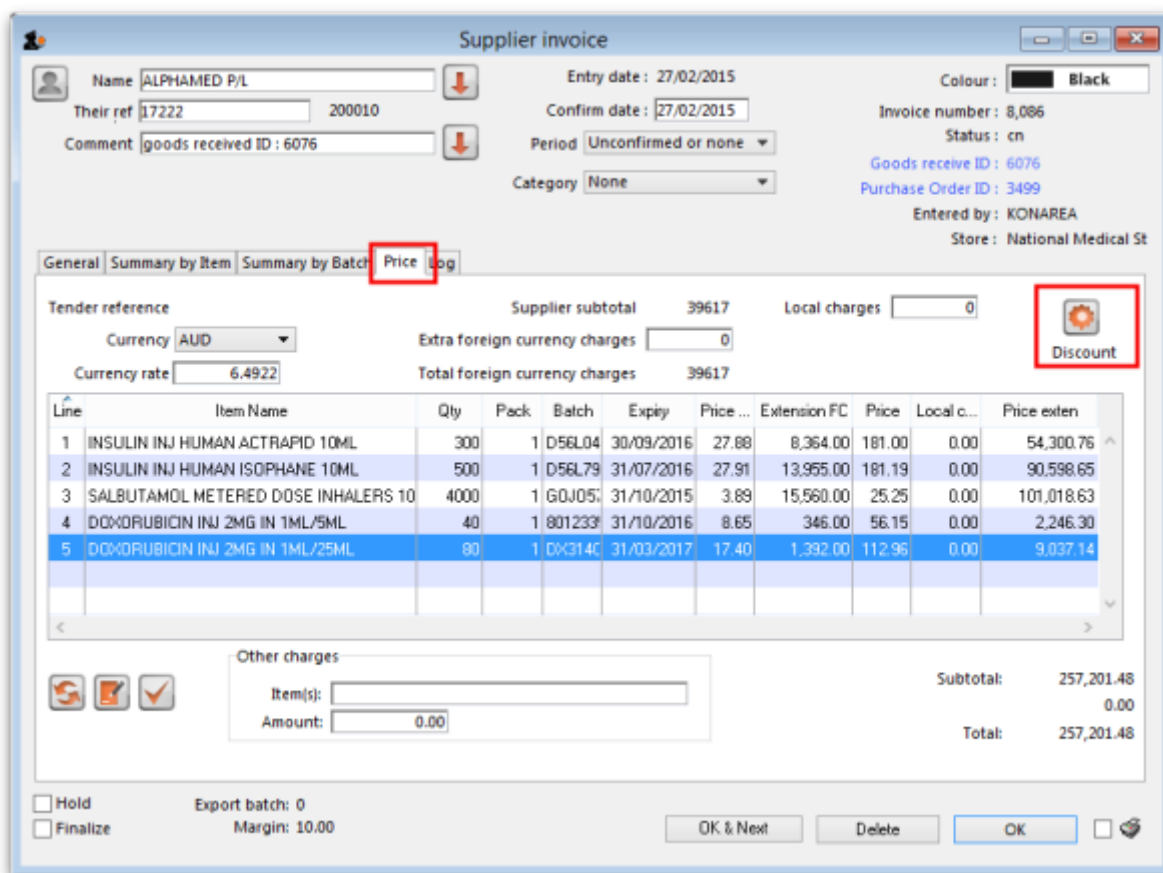 Supplier invoice
Name ALPHAMED P/L
Entry date : 27/02/2015
Colour : Black
Their ref 17222 200010
Confirm date : 27/02/2015
Invoice number : 8,086
Comment goods received ID : 6076
Period Unconfirmed or none
Status : cn
Goods receive ID : 6076
Category None
Purchase Order ID : 3499
Entered by : KONAREA
Store : National Medical St
General Summary by Item Summary by Batch Price Log
Tender reference
Supplier subtotal 39617
Local charges 0
Currency AUD
Extra foreign currency charges 0
Discount
Currency rate 6.4922
Total foreign currency charges 39617
Line Item Name Qty Pack Batch Expiry Price ... Extension FC Price Local c... Price exten
1 INSULIN INJ HUMAN ACTRAPID 10ML 300 1 D56L04 30/09/2016 27.88 8,364.00 181.00 0.00 54,300.76
2 INSULIN INJ HUMAN ISOPHANE 10ML 500 1 D56L79 31/07/2016 27.91 13,955.00 181.19 0.00 90,598.65
3 SALBUTAMOL METERED DOSE INHALERS 10 4000 1 31/10/2015 3.89 15,560.00 25.25 0.00 101,018.63
4 DOXORUBICIN INJ 2MG IN 1ML/5ML 40 1 31/10/2016 8.65 346.00 56.15 0.00 2,246.30
5 DOXORUBICIN INJ 2MG IN 1ML/25ML 80 1 31/03/2017 17.40 1,392.00 112.96 0.00 9,037.14
Other charges
Item(s):
Amount: 0.00
Subtotal: 257,201.48
0.00
Total: 257,201.48
Hold
Export batch: 0
Finalize
Margin: 10.00
OK & Next
Delete
OK